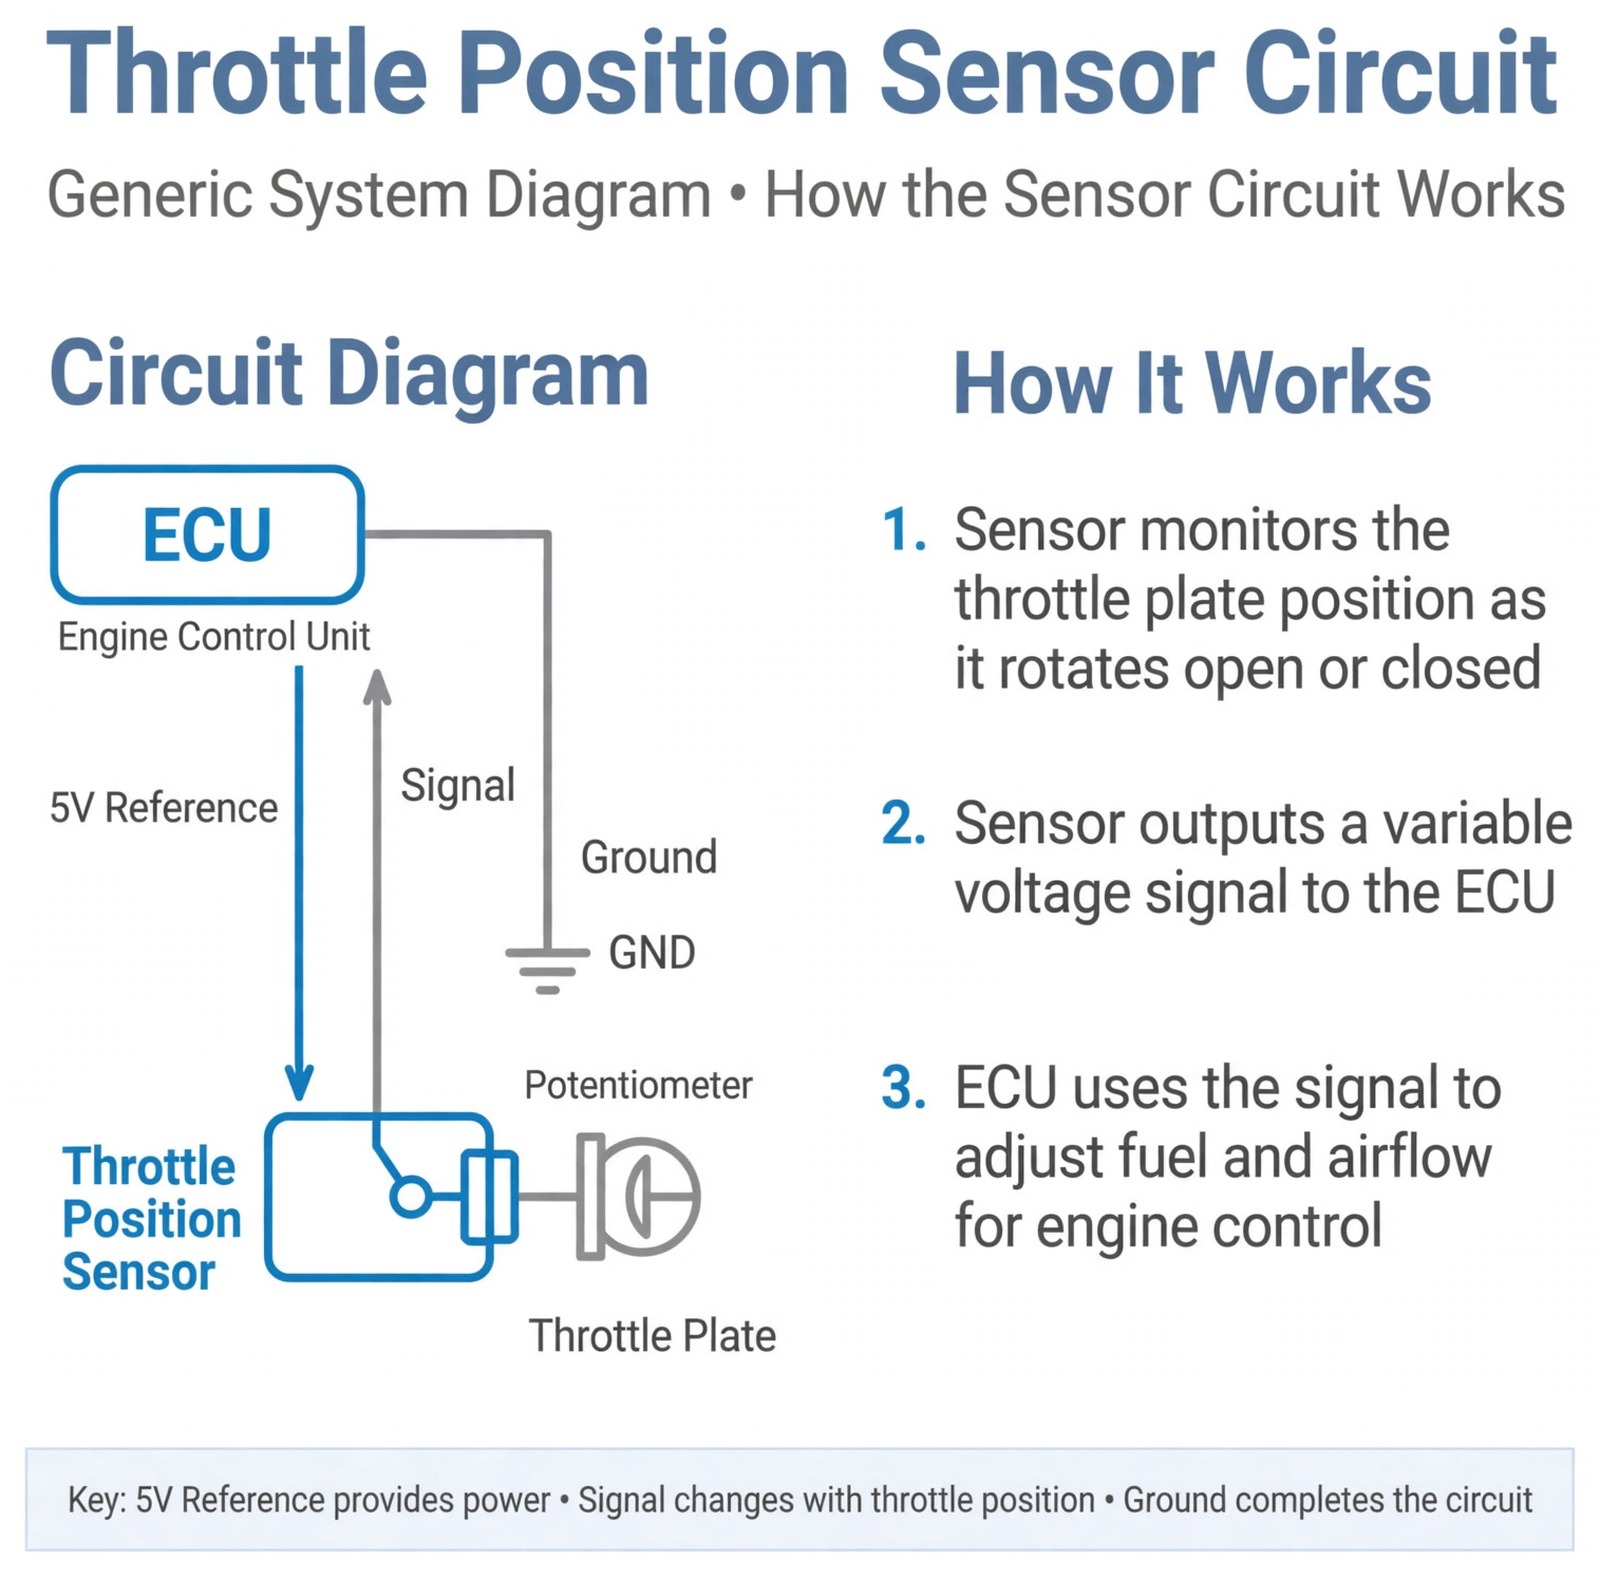 Throttle Position Sensor Circuit
Generic System Diagram • How the Sensor Circuit Works
Circuit Diagram
ECU
Engine Control Unit
5V Reference
Signal
Ground
GND
Potentiometer
Throttle
Position
Sensor
Throttle Plate
How It Works
1. Sensor monitors the
throttle plate position as
it rotates open or closed
2. Sensor outputs a variable
voltage signal to the ECU
3. ECU uses the signal to
adjust fuel and airflow
for engine control
Key: 5V Reference provides power • Signal changes with throttle position • Ground completes the circuit